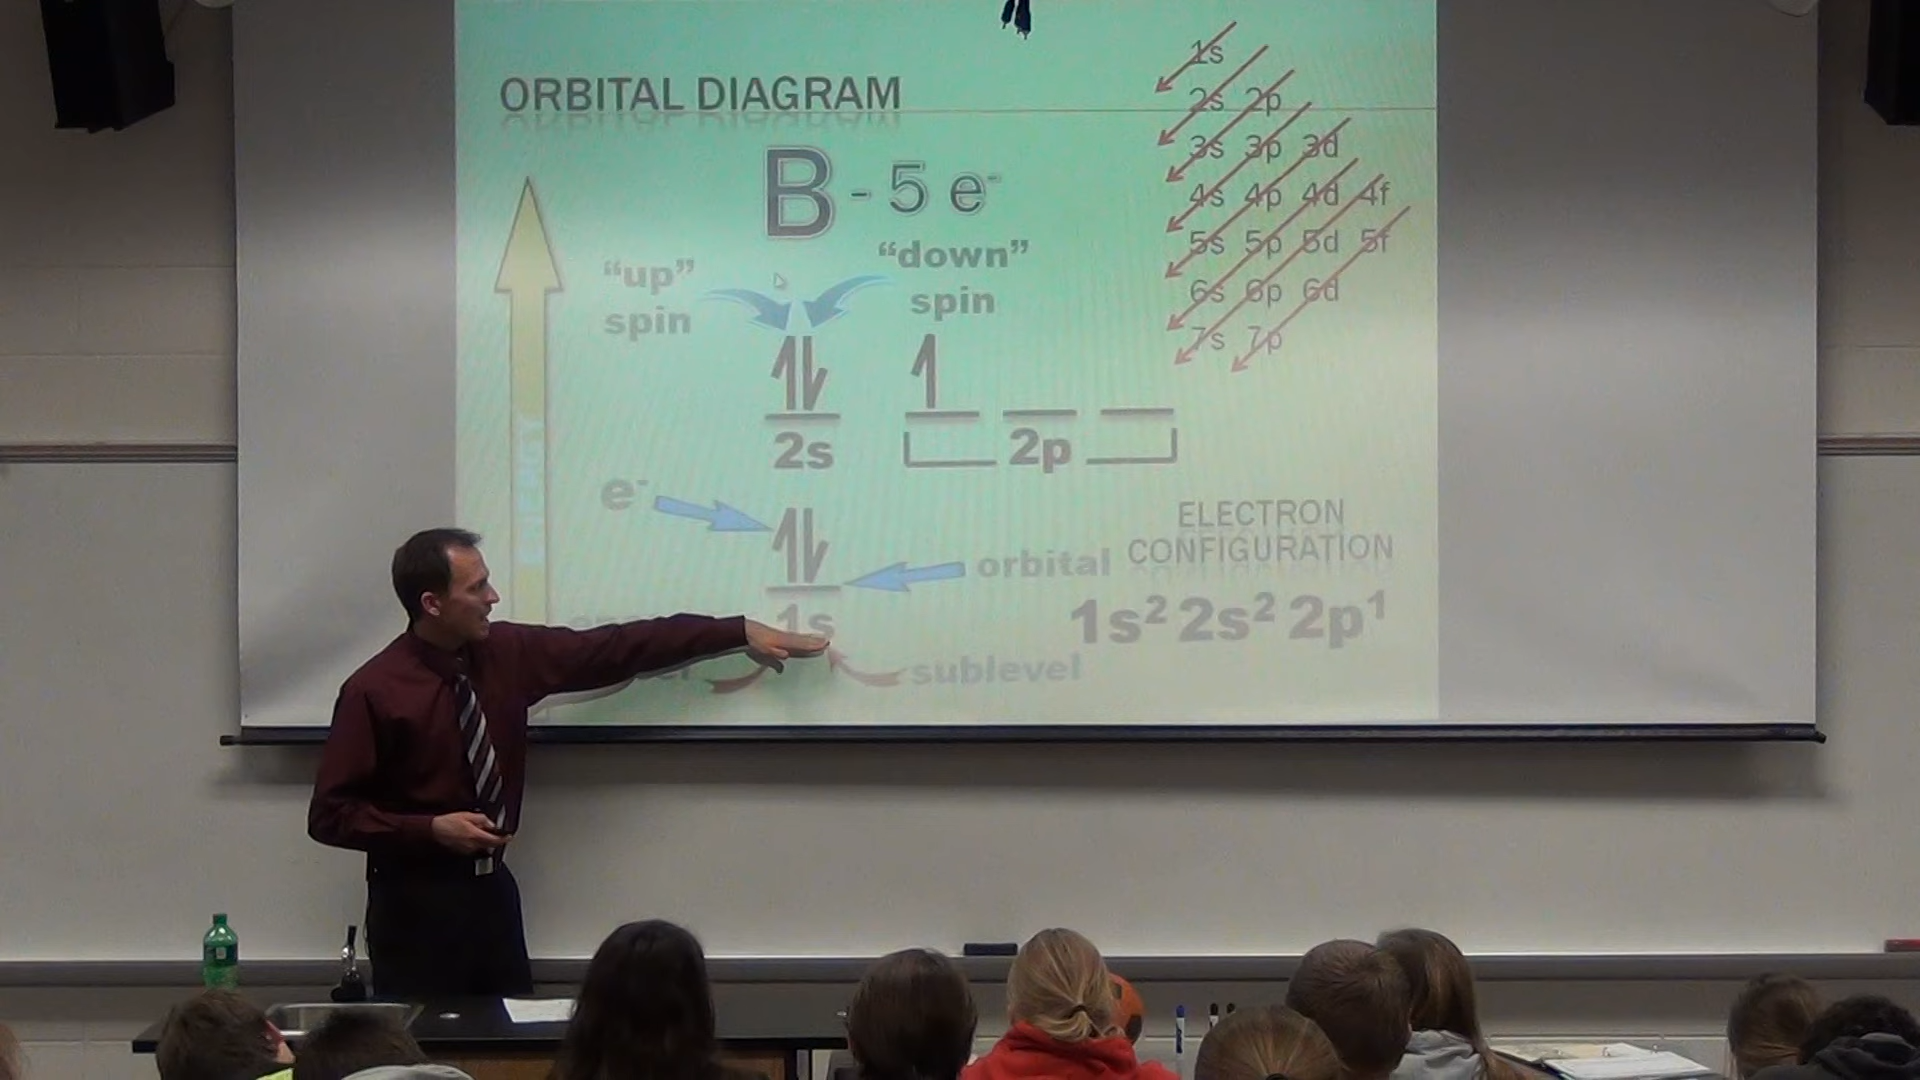 ORBITAL DIAGRAM
1s
2s 2p
3s 3p 3d
4s 4p 4d 4f
5s 5p 5d 5f
6s 6p 6d
7s 7p
B - 5 e-
"up"
spin
"down"
spin
2s
2p
e-
orbital
1s
sublevel
ELECTRON
CONFIGURATION
1s² 2s² 2p¹